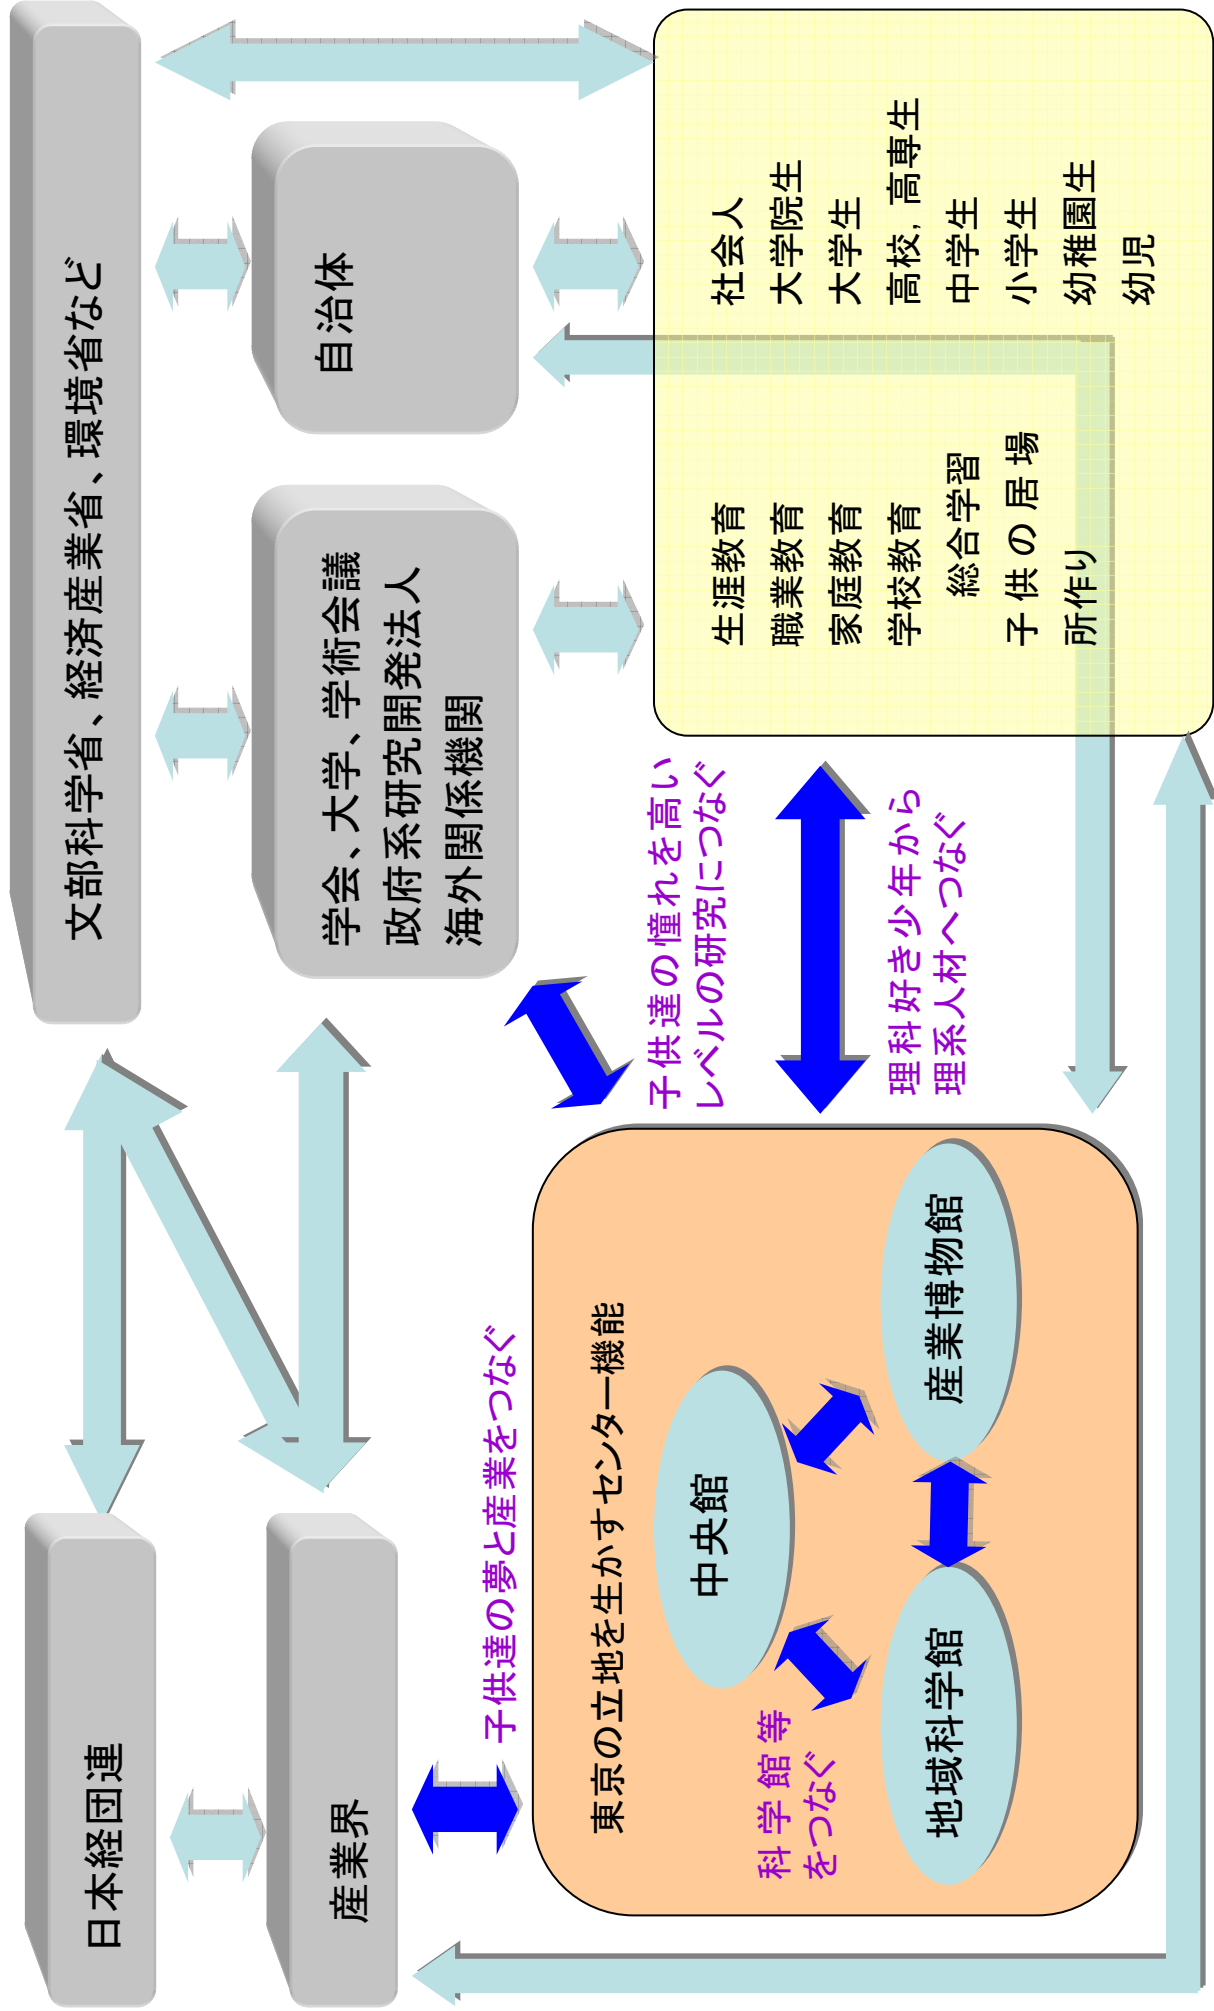 文部科学省、経済産業省、環境省など
日本経団連
自治体
学会、大学、学術会議
政府系研究開発法人
海外関係機関
産業界
子供達の夢と産業をつなぐ
子供達の憧れを高い
レベルの研究につなぐ
理科好き少年から
理系人材へつなぐ
東京の立地を生かすセンター機能
中央館
科学館等
をつなぐ
地域科学館
産業博物館
生涯教育
職業教育
家庭教育
学校教育
総合学習
子供の居場
所作り
社会人
大学院生
大学生
高校，高専生
中学生
小学生
幼稚園生
幼児